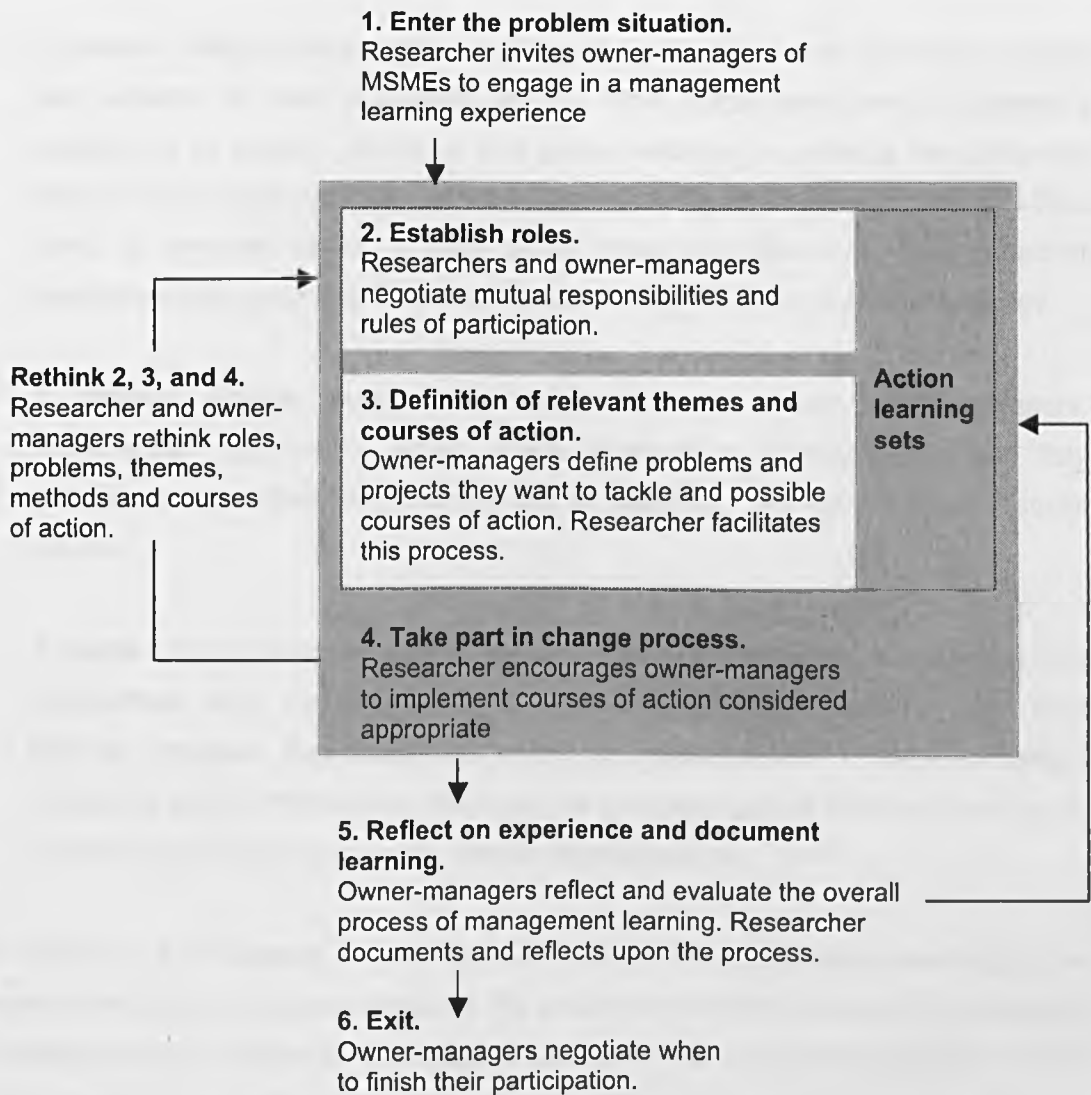 1. Enter the problem situation.
Researcher invites owner-managers of
MSMEs to engage in a management
learning experience
2. Establish roles.
Researchers and owner-managers
negotiate mutual responsibilities and
rules of participation.
Rethink 2, 3, and 4.
Researcher and owner-
managers rethink roles,
problems, themes,
methods and courses
of action.
3. Definition of relevant themes and
courses of action.
Owner-managers define problems and
projects they want to tackle and possible
courses of action. Researcher facilitates
this process.
Action
learning
sets
4. Take part in change process.
Researcher encourages owner-managers
to implement courses of action considered
appropriate
5. Reflect on experience and document
learning.
Owner-managers reflect and evaluate the overall
process of management learning. Researcher
documents and reflects upon the process.
6. Exit.
Owner-managers negotiate when
to finish their participation.